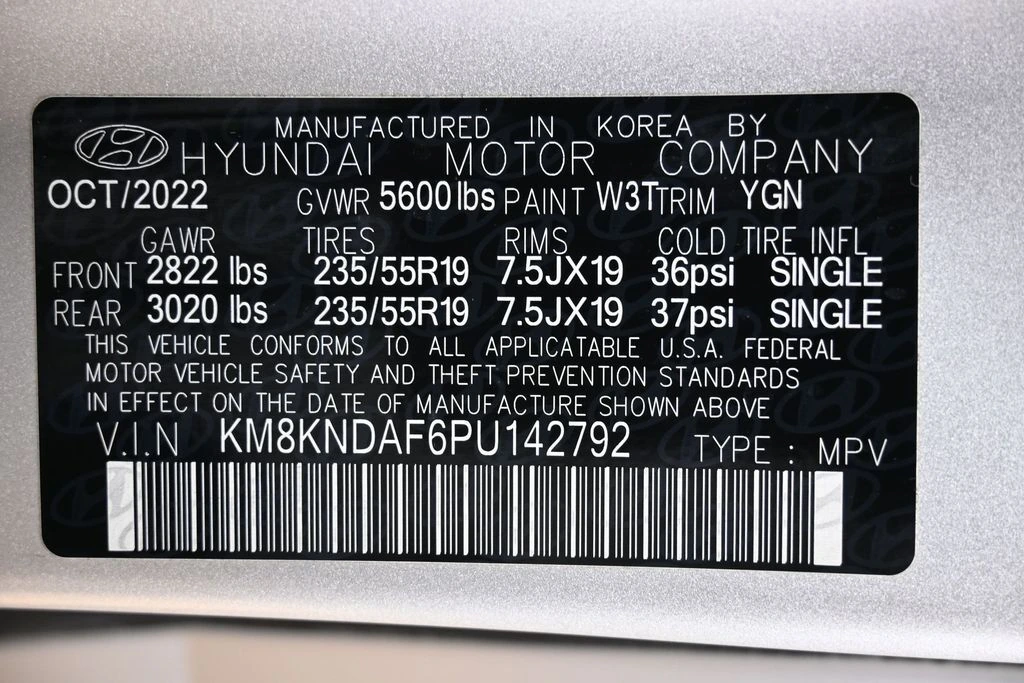 MANUFACTURED IN KOREA BY
HYUNDAI MOTOR COMPANY
OCT/2022 GVWR 5600lbs PAINT W3T TRIM YGN
GAWR TIRES RIMS COLD TIRE INFL
FRONT 2822 lbs 235/55R19 7.5JX19 36psi SINGLE
REAR 3020 lbs 235/55R19 7.5JX19 37psi SINGLE
THIS VEHICLE CONFORMS TO ALL APPLICATABLE U.S.A. FEDERAL
MOTOR VEHICLE SAFETY AND THEFT PREVENTION STANDARDS
IN EFFECT ON THE DATE OF MANUFACTURE SHOWN ABOVE
V.I.N KM8KNDAF6PU142792 TYPE : MPV